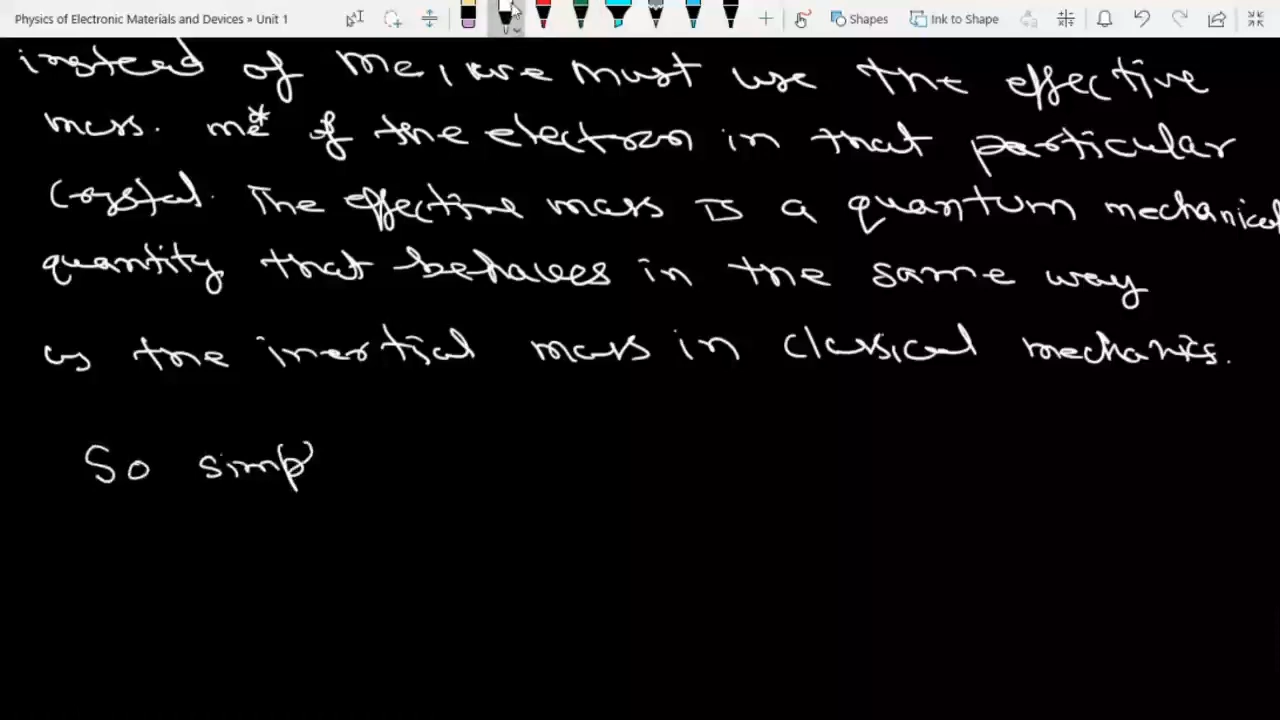 Physics of Electronic Materials and Devices » Unit 1
Shapes
Ink to Shape
instead of me, we must use the effective
mass. me* of the electron in that particular
crystal. The effective mass is a quantum mechanical
quantity that behaves in the same way
as the inertial mass in classical mechanics.
So simp